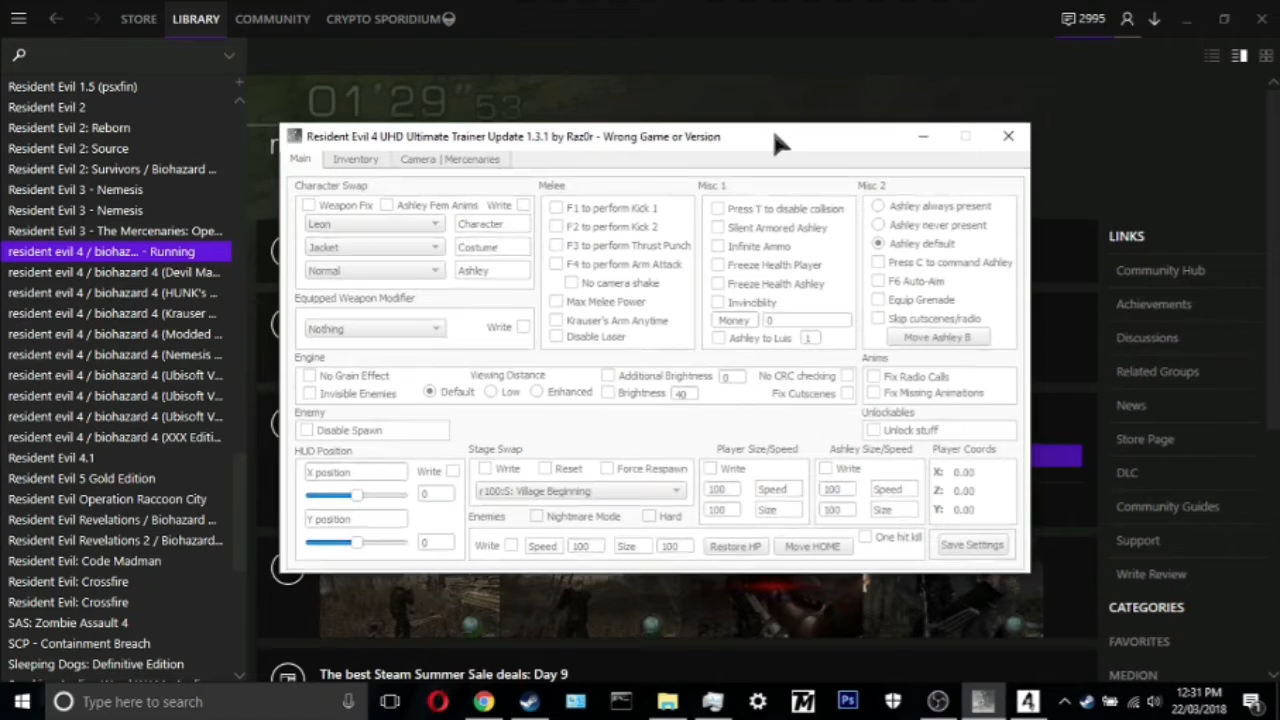 STORE LIBRARY COMMUNITY CRYPTO SPORIDIUM 2995
Resident Evil 1.5 (psxfin)
Resident Evil 2
Resident Evil 2: Reborn
Resident Evil 2: Source
Resident Evil 2: Survivors / Biohazard ...
Resident Evil 3 - Nemesis
Resident Evil 3 - Nemesis
Resident Evil 3 - The Mercenaries: Ope...
resident evil 4 / biohaz... - Running
resident evil 4 / biohazard 4 (Devil Ma...
resident evil 4 / biohazard 4 (HUNK's ...
resident evil 4 / biohazard 4 (Krauser ...
resident evil 4 / biohazard 4 (Modded ...
resident evil 4 / biohazard 4 (Nemesis ...
resident evil 4 / biohazard 4 (Ubisoft V...
resident evil 4 / biohazard 4 (Ubisoft V...
resident evil 4 / biohazard 4 (Ubisoft V...
resident evil 4 / biohazard 4 (XXX Editi...
Resident Evil 4.1
Resident Evil 5 Gold Edition
Resident Evil Operation Raccoon City
Resident Evil Revelations / Biohazard ...
Resident Evil Revelations 2 / Biohazard...
Resident Evil: Code Madman
Resident Evil: Crossfire
Resident Evil: Crossfire
SAS: Zombie Assault 4
SCP - Containment Breach
Sleeping Dogs: Definitive Edition
01'29"53
Resident Evil 4 UHD Ultimate Trainer Update 1.3.1 by Raz0r - Wrong Game or Version
Main Inventory Camera | Mercenaries
Character Swap
Weapon Fix Ashley Fem Anims Write
Leon Character
Jacket Costume
Normal Ashley
Equipped Weapon Modifier
Nothing Write
Melee
F1 to perform Kick 1
F2 to perform Kick 2
F3 to perform Thrust Punch
F4 to perform Arm Attack
No camera shake
Max Melee Power
Krauser's Arm Anytime
Disable Laser
Misc 1
Press T to disable collision
Silent Armored Ashley
Infinite Ammo
Freeze Health Player
Freeze Health Ashley
Invincibility
Money 0
Ashley to Luis 1
Misc 2
Ashley always present
Ashley never present
Ashley default
Press C to command Ashley
F6 Auto-Aim
Equip Grenade
Skip cutscenes/radio
Move Ashley B
Engine
No Grain Effect Viewing Distance Additional Brightness 0 No CRC checking
Invisible Enemies Default Low Enhanced Brightness 40 Fix Cutscenes
Anims
Fix Radio Calls
Fix Missing Animations
Enemy
Disable Spawn
Unlockables
Unlock stuff
HUD Position
X position Write
0
Y position
0
Stage Swap
Write Reset Force Respawn
r100:S: Village Beginning
Enemies Nightmare Mode Hard
Write Speed 100 Size 100 Restore HP Move HOME One hit kill Save Settings
Player Size/Speed
Write
100 Speed
100 Size
Ashley Size/Speed
Write
100 Speed
100 Size
Player Coords
X: 0.00
Z: 0.00
Y: 0.00
The best Steam Summer Sale deals: Day 9
LINKS
Community Hub
Achievements
Discussions
Related Groups
News
Store Page
DLC
Community Guides
Support
Write Review
CATEGORIES
FAVORITES
MEDION
Type here to search
12:31 PM
22/03/2018